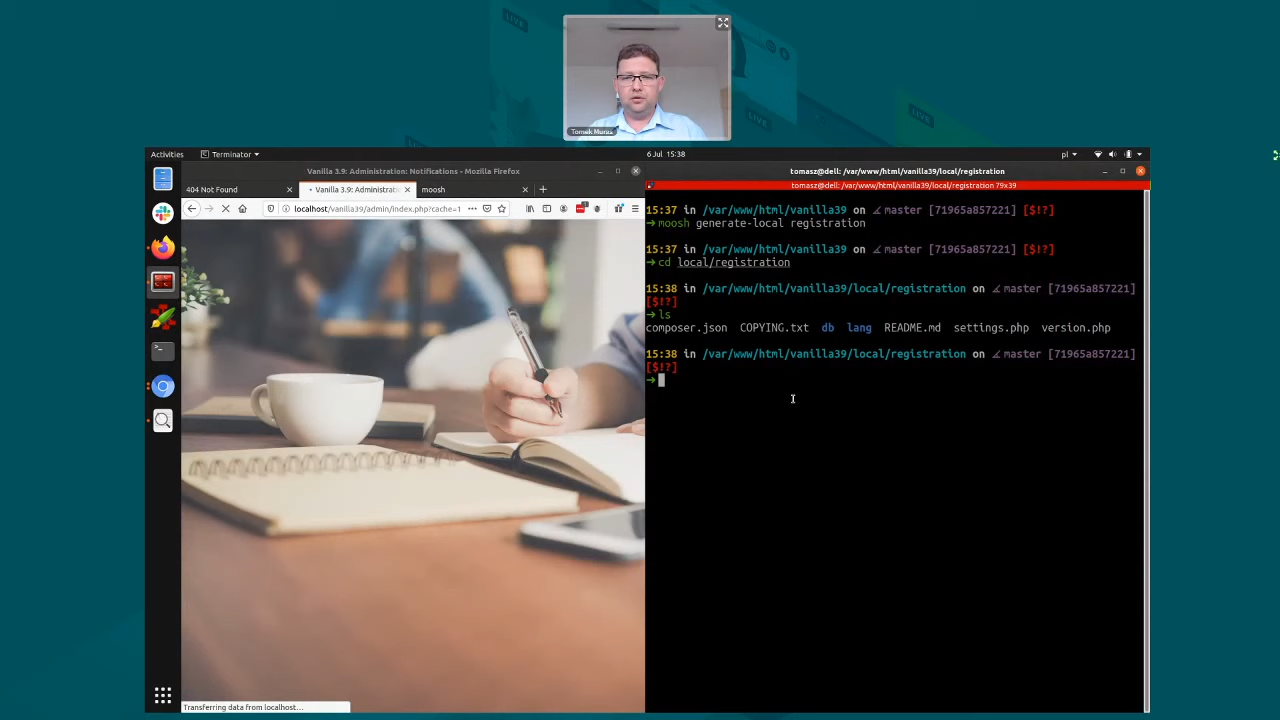 LIVE
LIVE
LIVE
Tomek Muras
Activities
Terminator
6 Jul 15:38
pl
Vanilla 3.9: Administration: Notifications - Mozilla Firefox
404 Not Found
Vanilla 3.9: Administratio
moosh
localhost/vanilla39/admin/index.php?cache=1
tomasz@dell: /var/www/html/vanilla39/local/registration
tomasz@dell: /var/www/html/vanilla39/local/registration 79x39
15:37 in /var/www/html/vanilla39 on master [71965a857221] [$!?]
➜ moosh generate-local registration
15:37 in /var/www/html/vanilla39 on master [71965a857221] [$!?]
➜ cd local/registration
15:38 in /var/www/html/vanilla39/local/registration on master [71965a857221]
[$!?]
➜ ls
composer.json COPYING.txt db lang README.md settings.php version.php
15:38 in /var/www/html/vanilla39/local/registration on master [71965a857221]
[$!?]
➜
Transferring data from localhost...